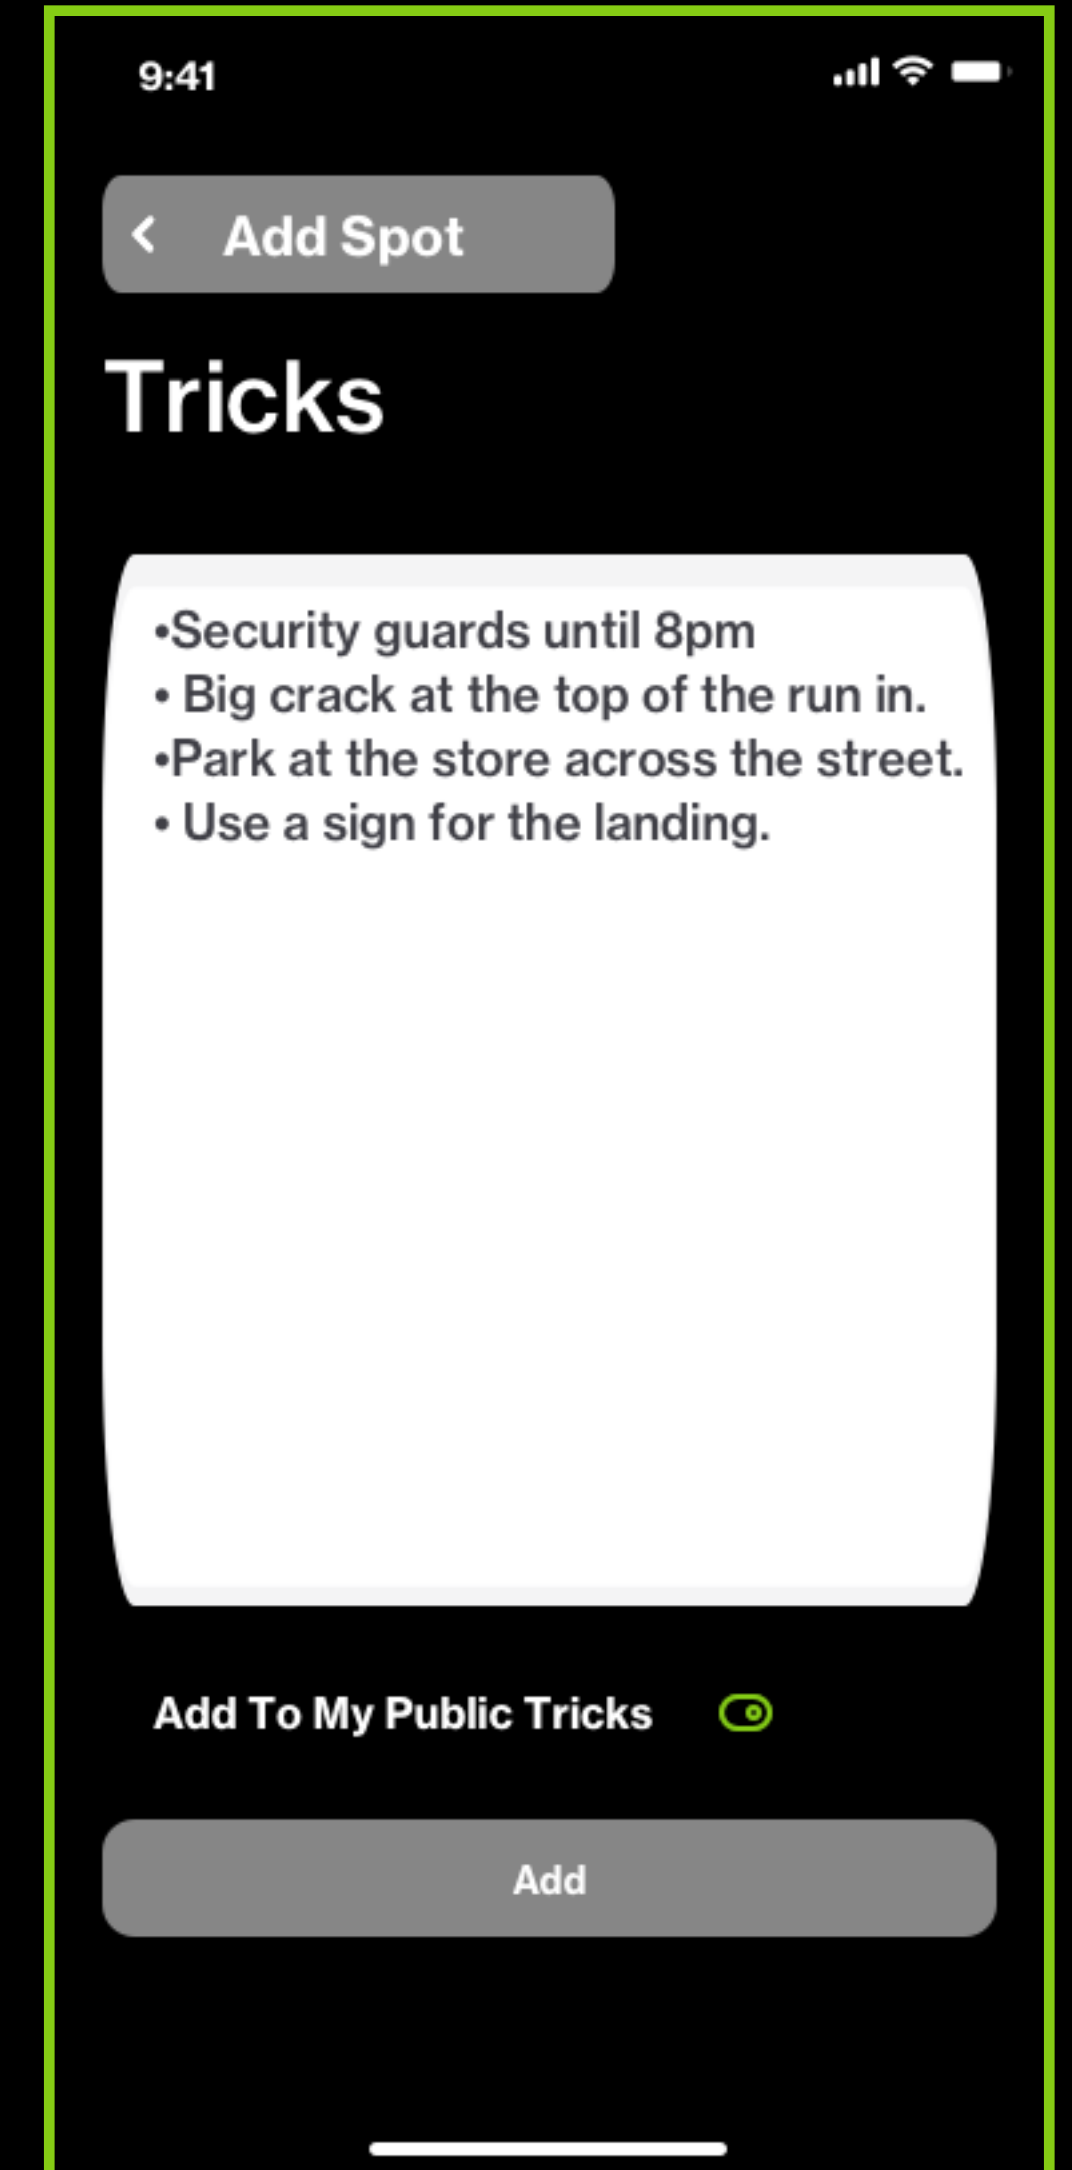 9:41
Add Spot
Tricks
•Security guards until 8pm
• Big crack at the top of the run in.
•Park at the store across the street.
• Use a sign for the landing.
Add To My Public Tricks
Add